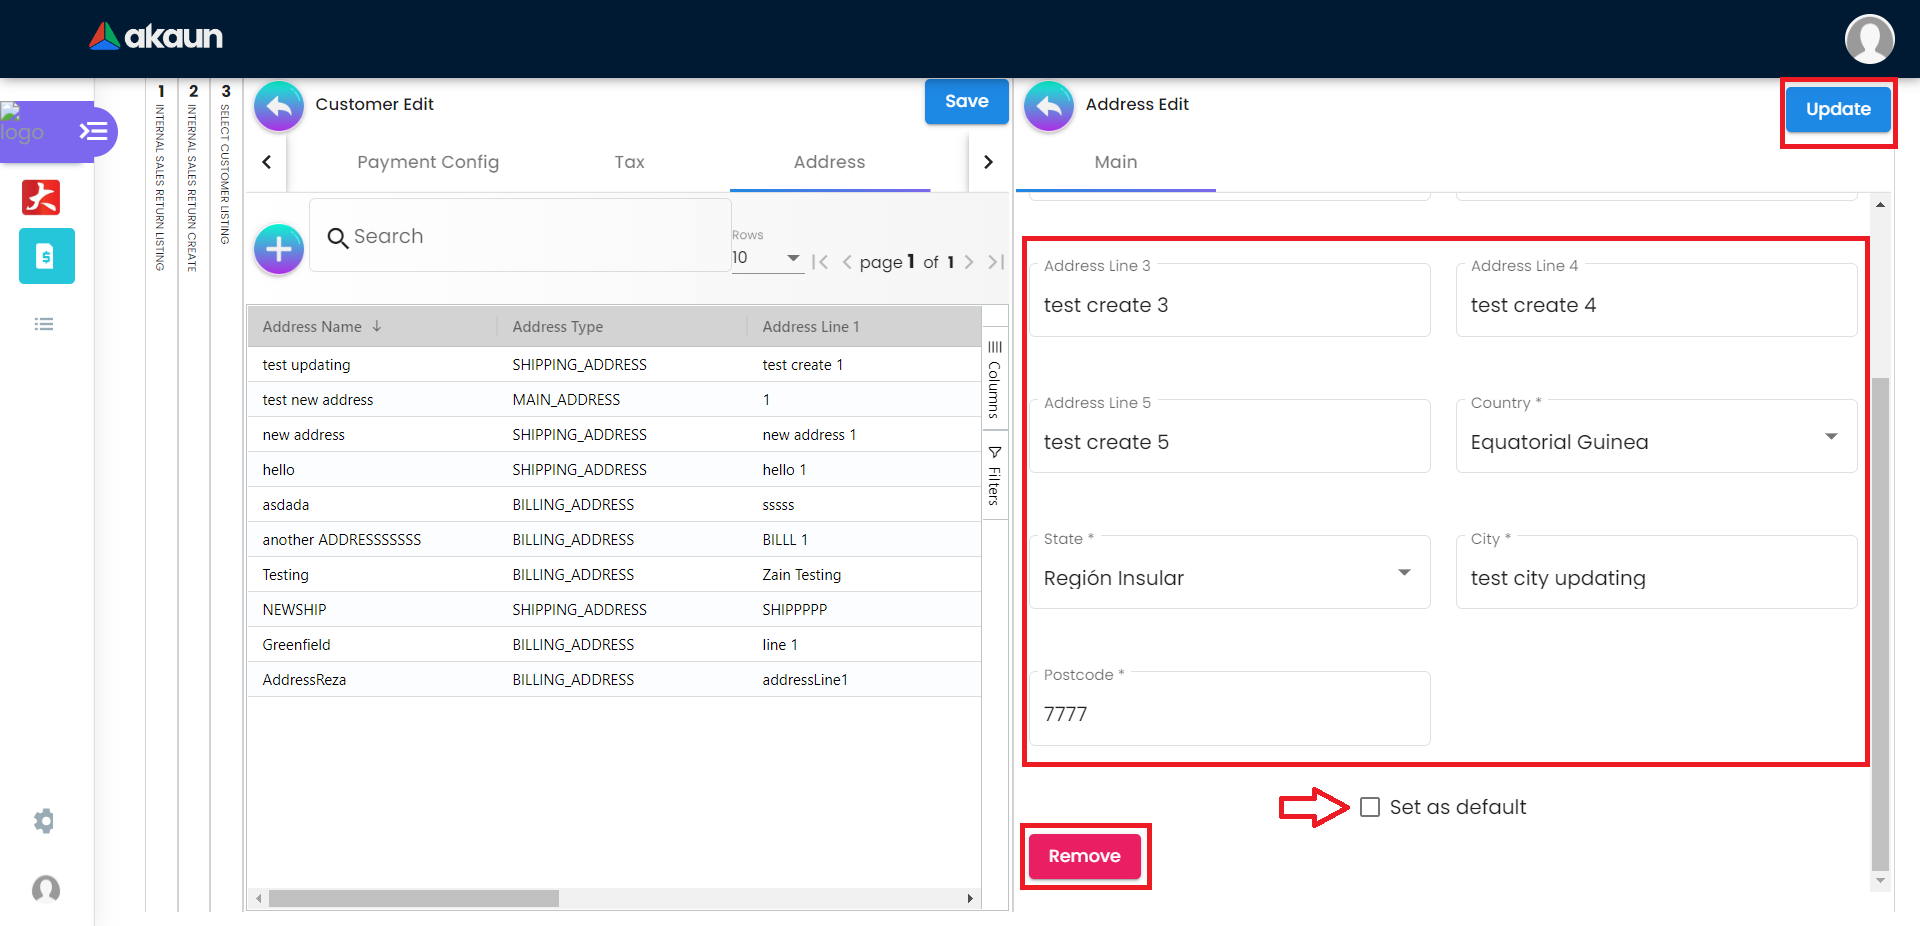 akaun
logo
1 INTERNAL SALES RETURN LISTING
2 INTERNAL SALES RETURN CREATE
3 SELECT CUSTOMER LISTING
Customer Edit
Save
Payment Config
Tax
Address
Search
Rows
10
page 1 of 1
Address Name
Address Type
Address Line 1
test updating SHIPPING_ADDRESS test create 1
test new address MAIN_ADDRESS 1
new address SHIPPING_ADDRESS new address 1
hello SHIPPING_ADDRESS hello 1
asdada BILLING_ADDRESS sssss
another ADDRESSSSSSS BILLING_ADDRESS BILLL 1
Testing BILLING_ADDRESS Zain Testing
NEWSHIP SHIPPING_ADDRESS SHIPPPPP
Greenfield BILLING_ADDRESS line 1
AddressReza BILLING_ADDRESS addressLine1
Columns
Filters
Address Edit
Update
Main
Address Line 3
test create 3
Address Line 4
test create 4
Address Line 5
test create 5
Country *
Equatorial Guinea
State *
Región Insular
City *
test city updating
Postcode *
7777
Set as default
Remove